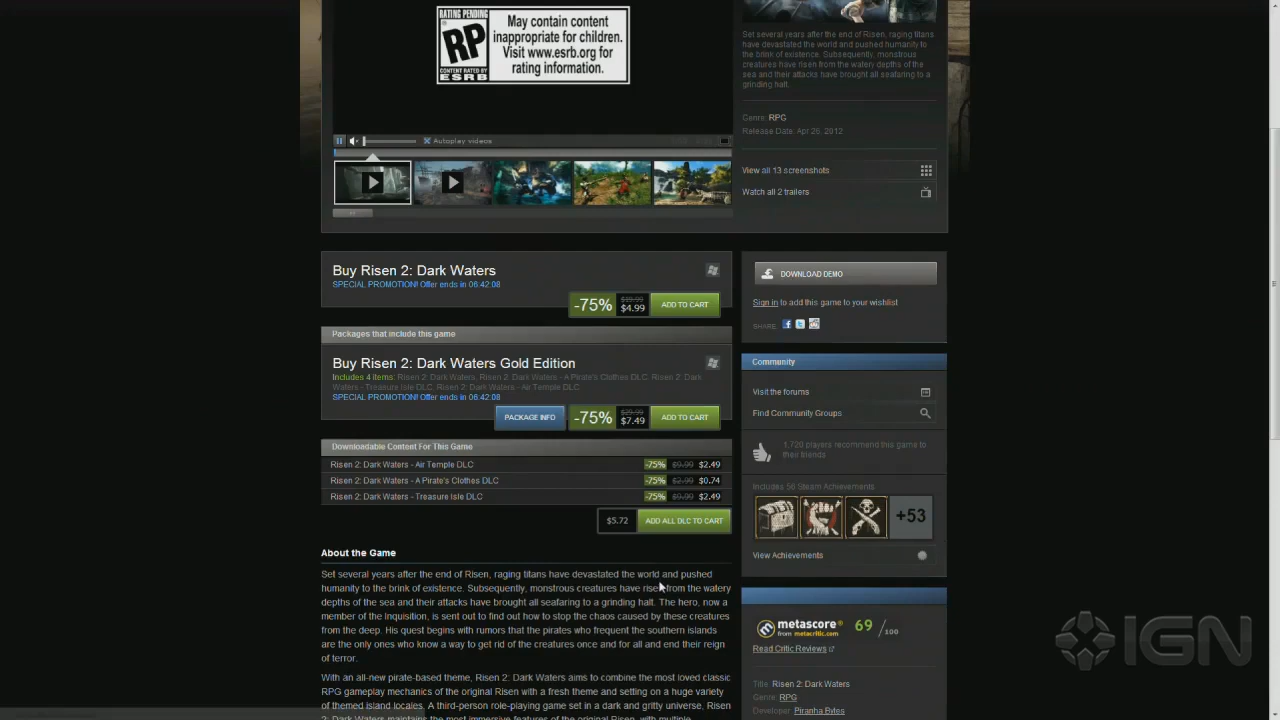 RATING PENDING
RP
CONTENT RATED BY
ESRB
May contain content
inappropriate for children.
Visit www.esrb.org for
rating information.
Autoplay videos
Set several years after the end of Risen, raging titans
have devastated the world and pushed humanity to
the brink of existence. Subsequently, monstrous
creatures have risen from the watery depths of the
sea and their attacks have brought all seafaring to a
grinding halt.
Genre: RPG
Release Date: Apr 26, 2012
View all 13 screenshots
Watch all 2 trailers
Buy Risen 2: Dark Waters
SPECIAL PROMOTION! Offer ends in 06:42:08
-75%
$19.99
$4.99
ADD TO CART
Packages that include this game
Buy Risen 2: Dark Waters Gold Edition
Includes 4 items: Risen 2: Dark Waters, Risen 2: Dark Waters - A Pirate's Clothes DLC, Risen 2: Dark
Waters - Treasure Isle DLC, Risen 2: Dark Waters - Air Temple DLC
SPECIAL PROMOTION! Offer ends in 06:42:08
PACKAGE INFO
-75%
$29.99
$7.49
ADD TO CART
Downloadable Content For This Game
Risen 2: Dark Waters - Air Temple DLC -75% $9.99 $2.49
Risen 2: Dark Waters - A Pirate's Clothes DLC -75% $2.99 $0.74
Risen 2: Dark Waters - Treasure Isle DLC -75% $9.99 $2.49
$5.72 ADD ALL DLC TO CART
About the Game
Set several years after the end of Risen, raging titans have devastated the world and pushed
humanity to the brink of existence. Subsequently, monstrous creatures have risen from the watery
depths of the sea and their attacks have brought all seafaring to a grinding halt. The hero, now a
member of the Inquisition, is sent out to find out how to stop the chaos caused by these creatures
from the deep. His quest begins with rumors that the pirates who frequent the southern islands
are the only ones who know a way to get rid of the creatures once and for all and end their reign
of terror.
With an all-new pirate-based theme, Risen 2: Dark Waters aims to combine the most loved classic
RPG gameplay mechanics of the original Risen with a fresh theme and setting on a huge variety
of themed island locales. A third-person role-playing game set in a dark and gritty universe, Risen
2: Dark Waters maintains the most immersive features of the original Risen, with multiple
DOWNLOAD DEMO
Sign in to add this game to your wishlist
SHARE:
Community
Visit the forums
Find Community Groups
1,720 players recommend this game to
their friends
Includes 56 Steam Achievements
+53
View Achievements
metascore
from metacritic.com
69 /100
Read Critic Reviews
Title: Risen 2: Dark Waters
Genre: RPG
Developer: Piranha Bytes
IGN